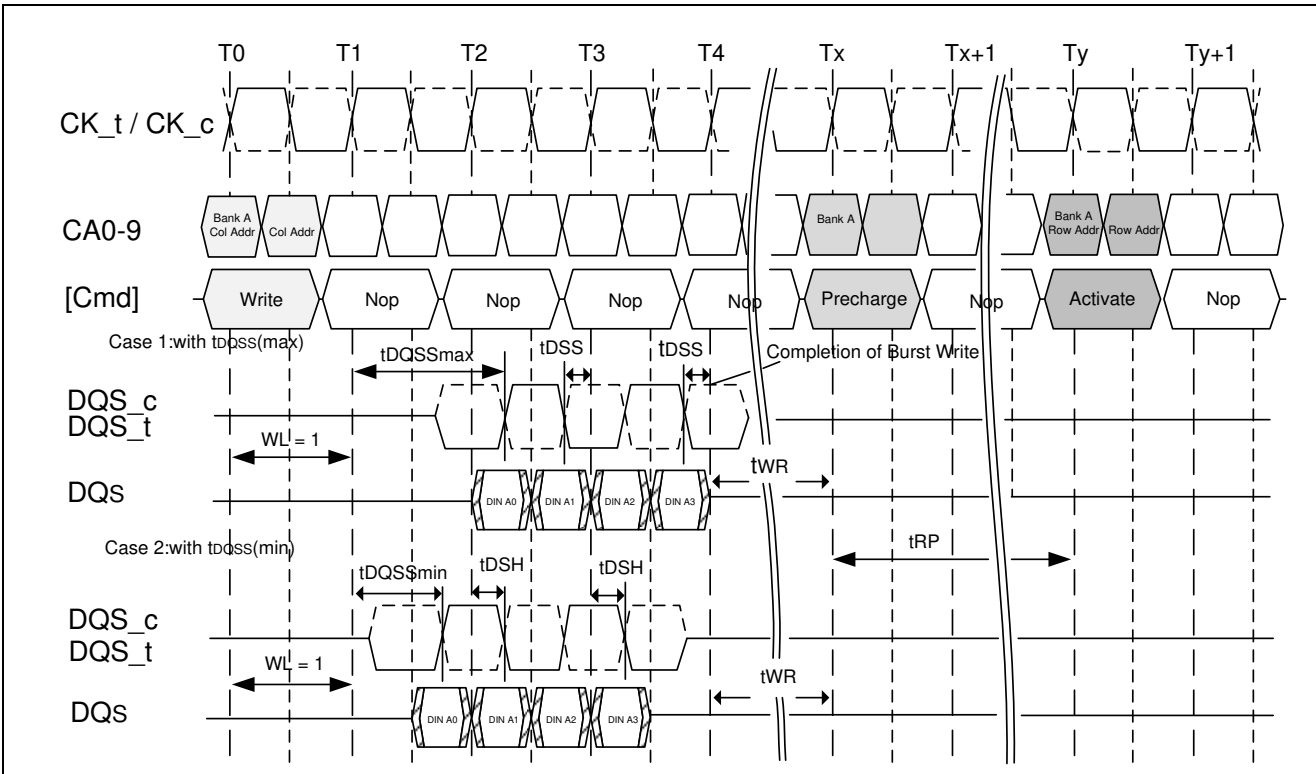 T0 T1 T2 T3 T4 Tx Tx+1 Ty Ty+1
CK_t / CK_c
CA0-9
Bank A
Col Addr
Col Addr
Bank A
Bank A
Row Addr
Row Addr
[Cmd] Write Nop Nop Nop Nop Precharge Nop Activate Nop
Case 1:with tDQSS(max)
tDQSSmax tDSS tDSS Completion of Burst Write
DQS_c
DQS_t
WL = 1
tWR
DQs DIN A0 DIN A1 DIN A2 DIN A3
Case 2:with tDQSS(min)
tRP
tDQSSmin tDSH tDSH
DQS_c
DQS_t
WL = 1 tWR
DQs DIN A0 DIN A1 DIN A2 DIN A3